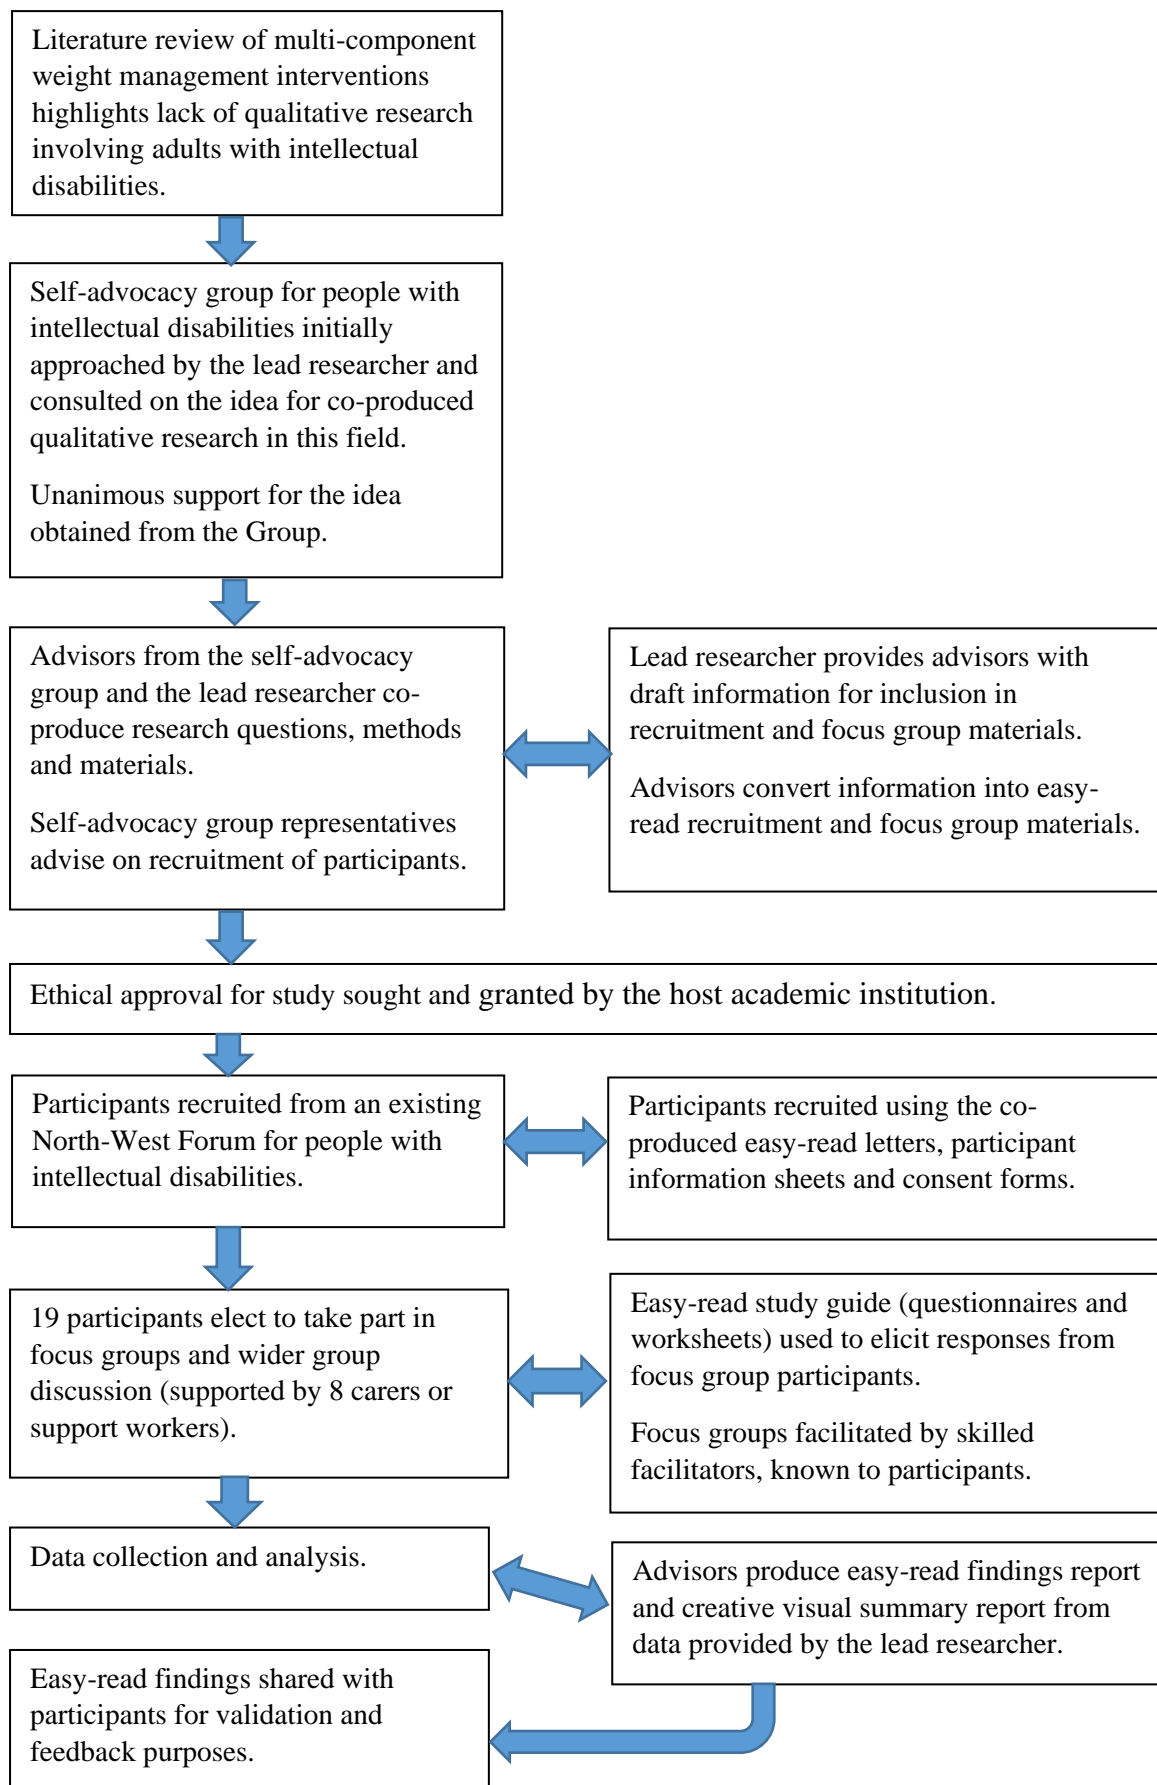 Literature review of multi-component
weight management interventions
highlights lack of qualitative research
involving adults with intellectual
disabilities.
Self-advocacy group for people with
intellectual disabilities initially
approached by the lead researcher and
consulted on the idea for co-produced
qualitative research in this field.
Unanimous support for the idea
obtained from the Group.
Advisors from the self-advocacy
group and the lead researcher co-
produce research questions, methods
and materials.
Self-advocacy group representatives
advise on recruitment of participants.
Lead researcher provides advisors with
draft information for inclusion in
recruitment and focus group materials.
Advisors convert information into easy-
read recruitment and focus group materials.
Ethical approval for study sought and granted by the host academic institution.
Participants recruited from an existing
North-West Forum for people with
intellectual disabilities.
Participants recruited using the co-
produced easy-read letters, participant
information sheets and consent forms.
19 participants elect to take part in
focus groups and wider group
discussion (supported by 8 carers or
support workers).
Easy-read study guide (questionnaires and
worksheets) used to elicit responses from
focus group participants.
Focus groups facilitated by skilled
facilitators, known to participants.
Data collection and analysis.
Advisors produce easy-read findings report
and creative visual summary report from
data provided by the lead researcher.
Easy-read findings shared with
participants for validation and
feedback purposes.